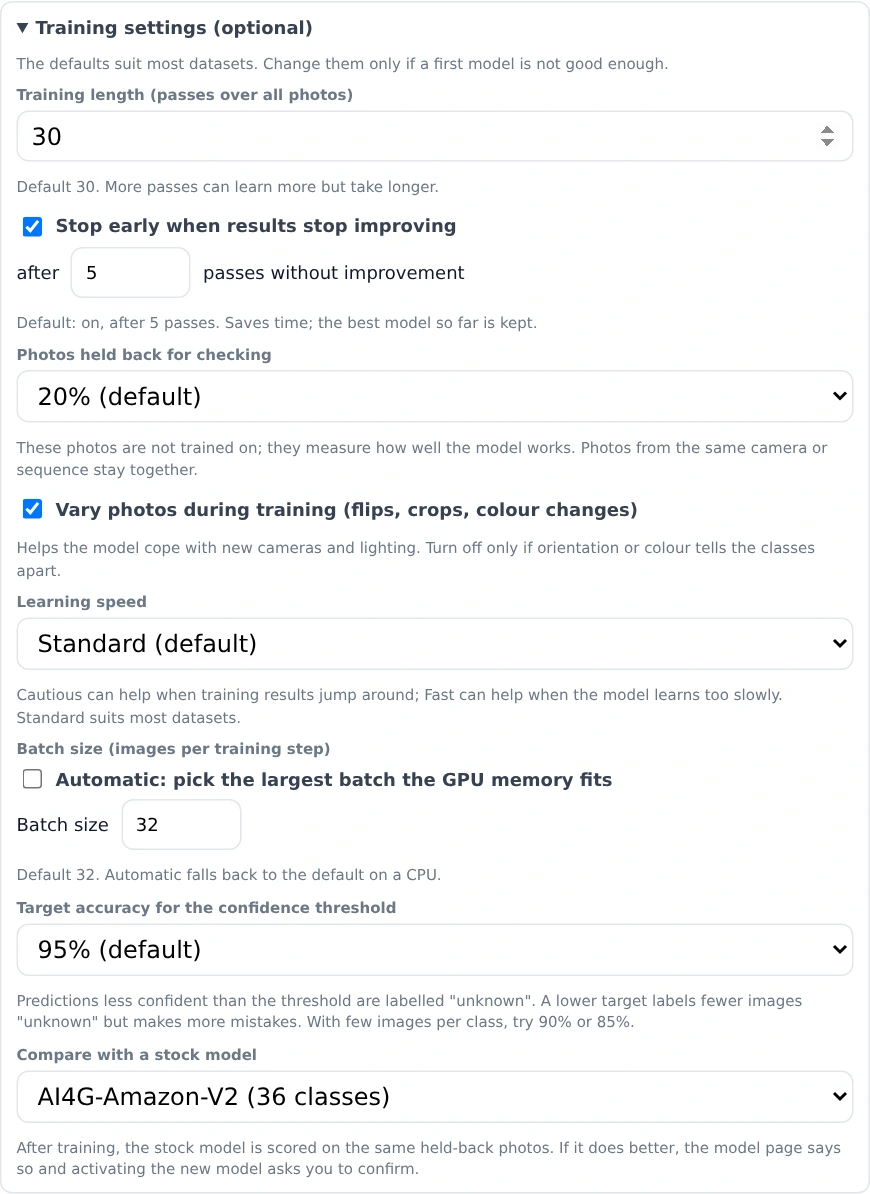 ▼ Training settings (optional)
The defaults suit most datasets. Change them only if a first model is not good enough.
Training length (passes over all photos)
30
Default 30. More passes can learn more but take longer.
Stop early when results stop improving
after 5 passes without improvement
Default: on, after 5 passes. Saves time; the best model so far is kept.
Photos held back for checking
20% (default)
These photos are not trained on; they measure how well the model works. Photos from the same camera or
sequence stay together.
Vary photos during training (flips, crops, colour changes)
Helps the model cope with new cameras and lighting. Turn off only if orientation or colour tells the classes
apart.
Learning speed
Standard (default)
Cautious can help when training results jump around; Fast can help when the model learns too slowly.
Standard suits most datasets.
Batch size (images per training step)
Automatic: pick the largest batch the GPU memory fits
Batch size 32
Default 32. Automatic falls back to the default on a CPU.
Target accuracy for the confidence threshold
95% (default)
Predictions less confident than the threshold are labelled "unknown". A lower target labels fewer images
"unknown" but makes more mistakes. With few images per class, try 90% or 85%.
Compare with a stock model
AI4G-Amazon-V2 (36 classes)
After training, the stock model is scored on the same held-back photos. If it does better, the model page says
so and activating the new model asks you to confirm.